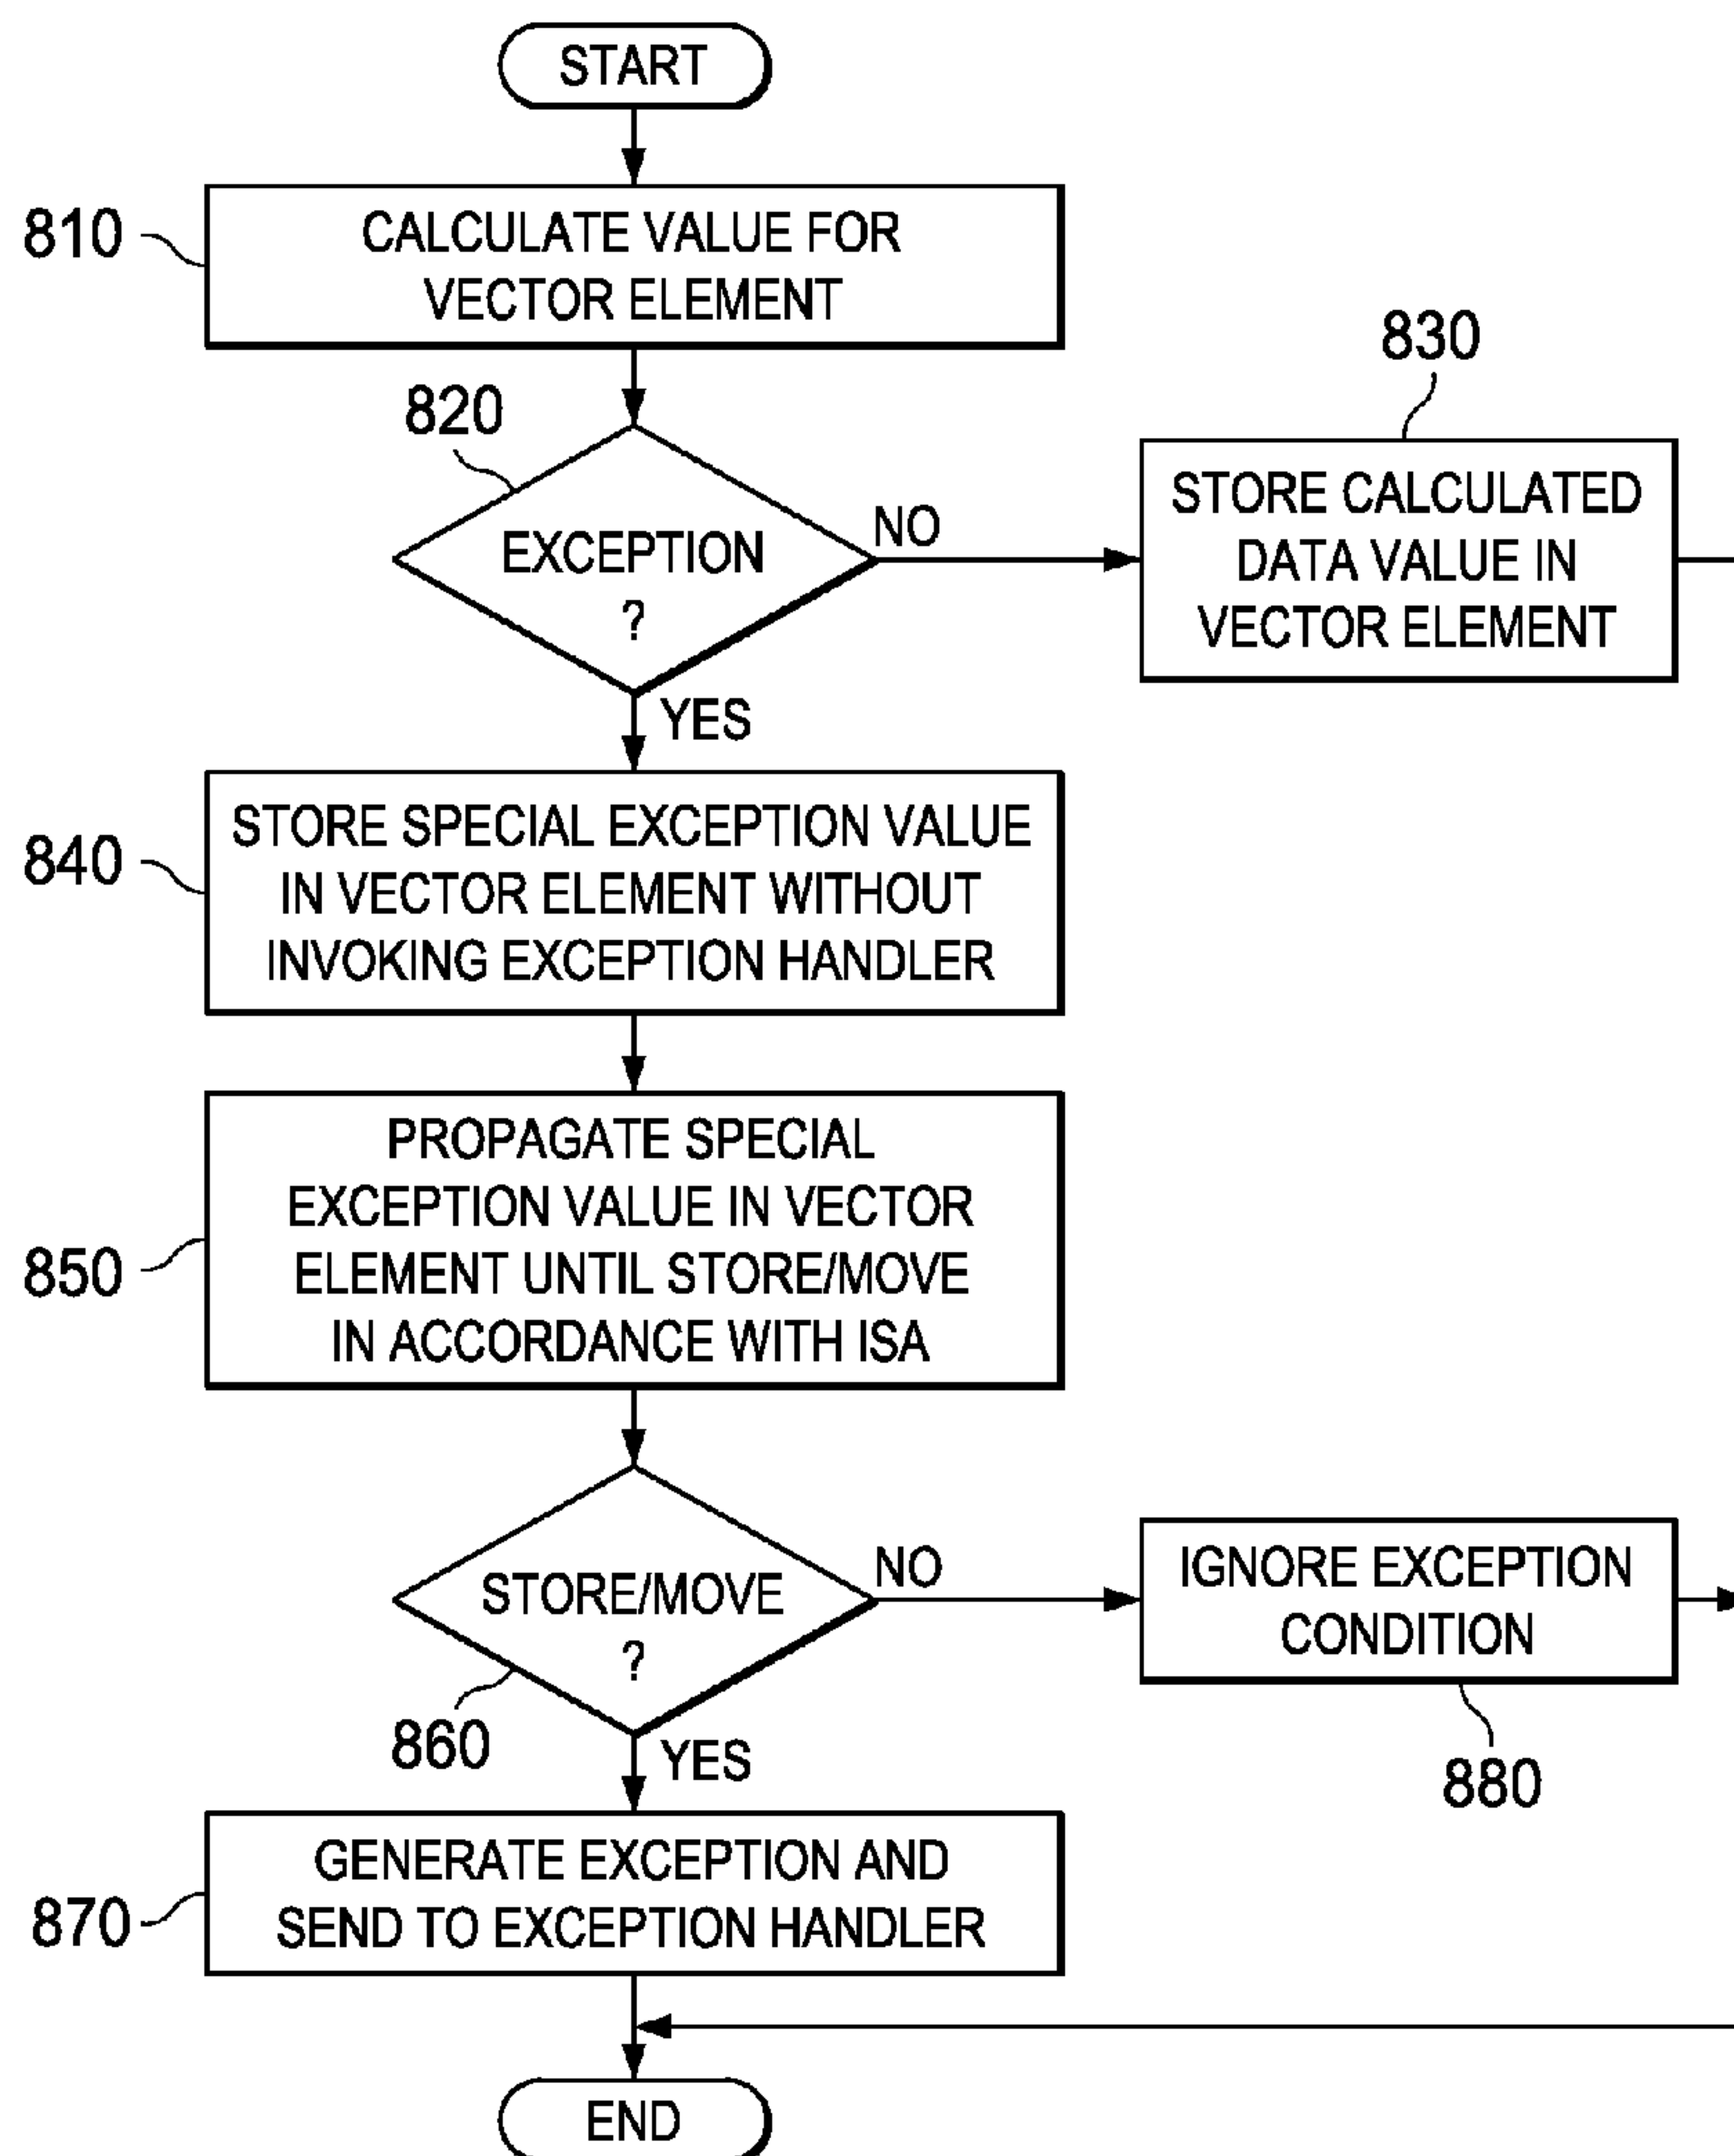 START
810
CALCULATE VALUE FOR
VECTOR ELEMENT
820
EXCEPTION
?
NO
YES
830
STORE CALCULATED
DATA VALUE IN
VECTOR ELEMENT
840
STORE SPECIAL EXCEPTION VALUE
IN VECTOR ELEMENT WITHOUT
INVOKING EXCEPTION HANDLER
850
PROPAGATE SPECIAL
EXCEPTION VALUE IN VECTOR
ELEMENT UNTIL STORE/MOVE
IN ACCORDANCE WITH ISA
STORE/MOVE
?
860
NO
YES
IGNORE EXCEPTION
CONDITION
880
870
GENERATE EXCEPTION AND
SEND TO EXCEPTION HANDLER
END